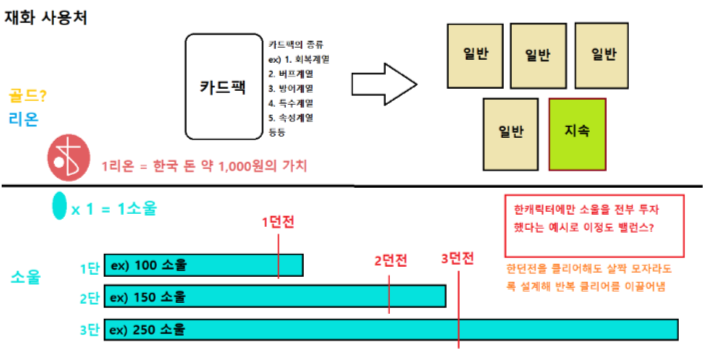 재화 사용처
골드?
리온
카드팩
카드팩의 종류
ex) 1. 회복계열
2. 버프계열
3. 방어계열
4. 특수계열
5. 속성계열
등등
일반
일반
일반
일반
지속
1리온 = 한국 돈 약 1,000원의 가치
x 1 = 1소울
1던전
2던전
3던전
한캐릭터에만 소울을 전부 투자
했다는 예시로 이정도 밸런스?
한던전을 클리어해도 살짝 모자라도
록 설계해 반복 클리어를 이끌어냄
소울
1단
ex) 100 소울
2단
ex) 150 소울
3단
ex) 250 소울